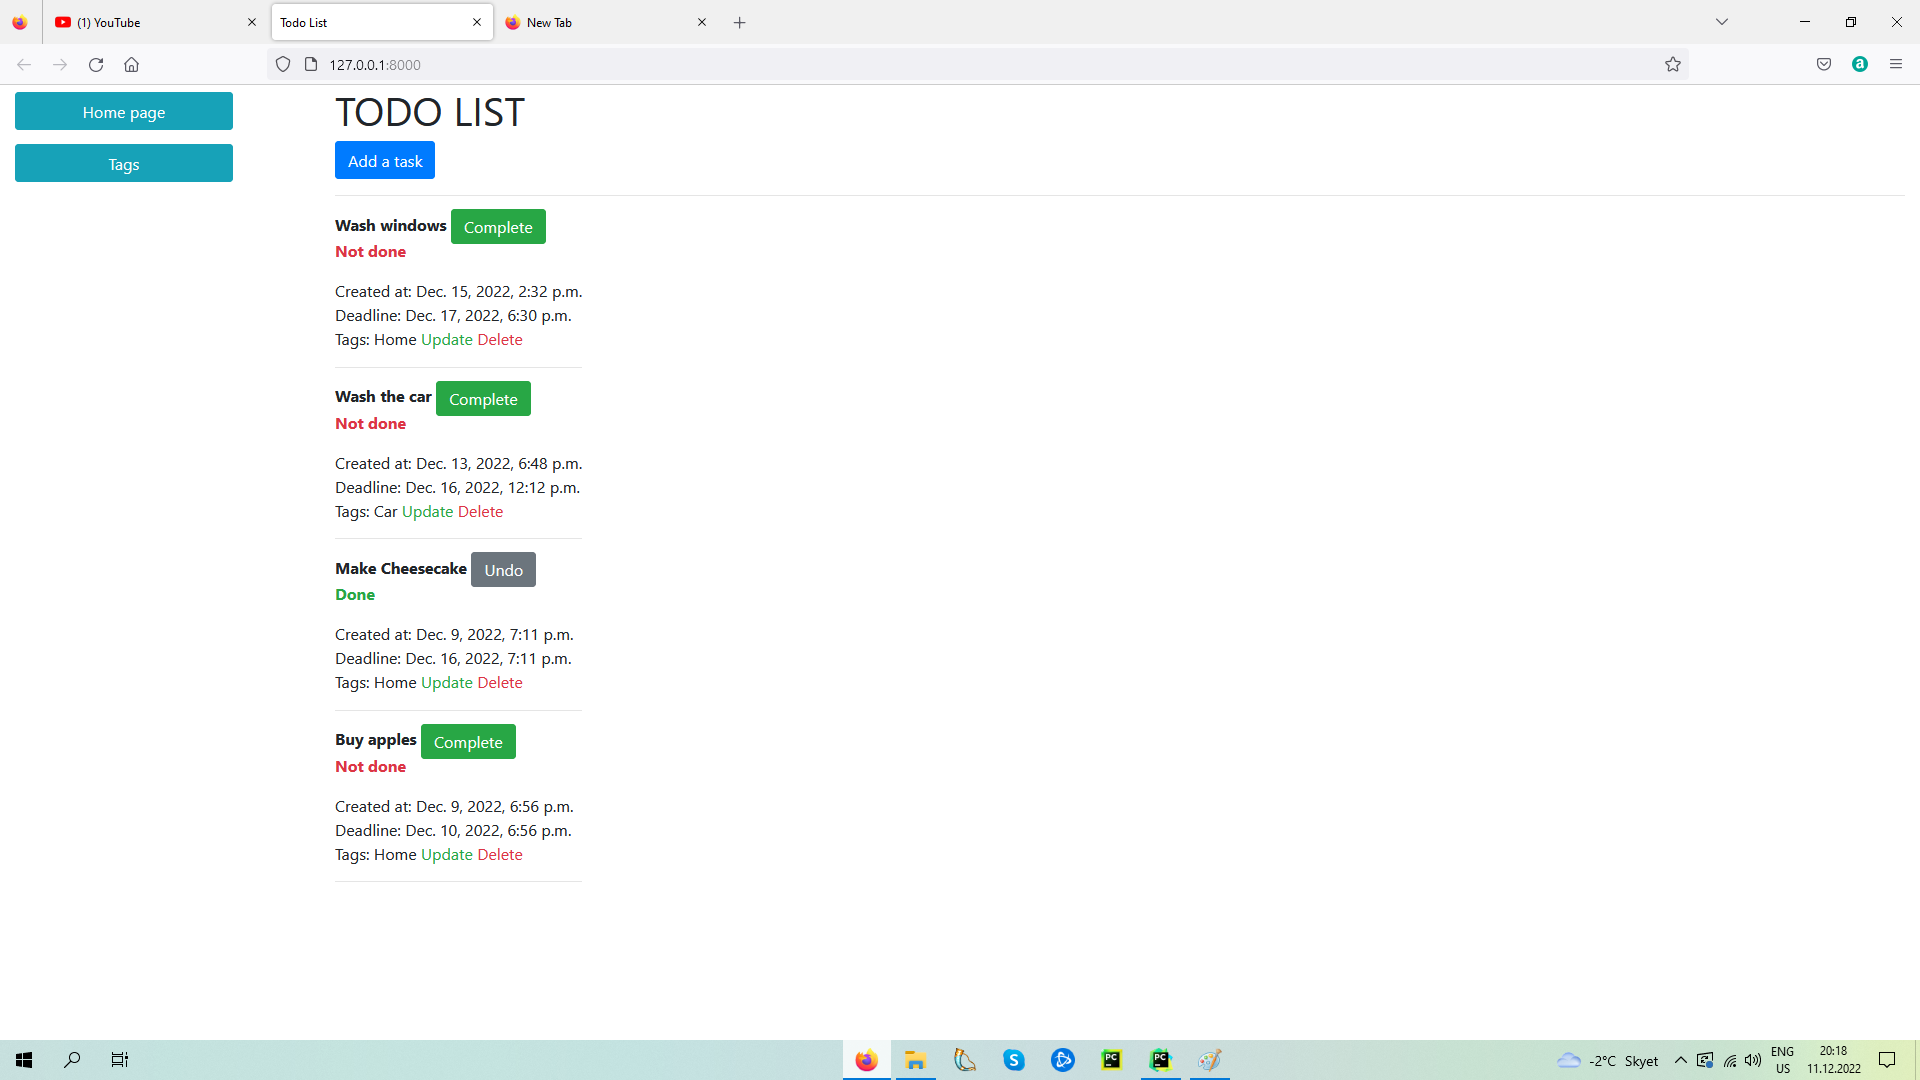 (1) YouTube
Todo List
New Tab
127.0.0.1:8000
Home page
Tags
TODO LIST
Add a task
Wash windows Complete
Not done
Created at: Dec. 15, 2022, 2:32 p.m.
Deadline: Dec. 17, 2022, 6:30 p.m.
Tags: Home Update Delete
Wash the car Complete
Not done
Created at: Dec. 13, 2022, 6:48 p.m.
Deadline: Dec. 16, 2022, 12:12 p.m.
Tags: Car Update Delete
Make Cheesecake Undo
Done
Created at: Dec. 9, 2022, 7:11 p.m.
Deadline: Dec. 16, 2022, 7:11 p.m.
Tags: Home Update Delete
Buy apples Complete
Not done
Created at: Dec. 9, 2022, 6:56 p.m.
Deadline: Dec. 10, 2022, 6:56 p.m.
Tags: Home Update Delete
a
S
PC
PC
-2°C Skyet
ENG
US
20:18
11.12.2022